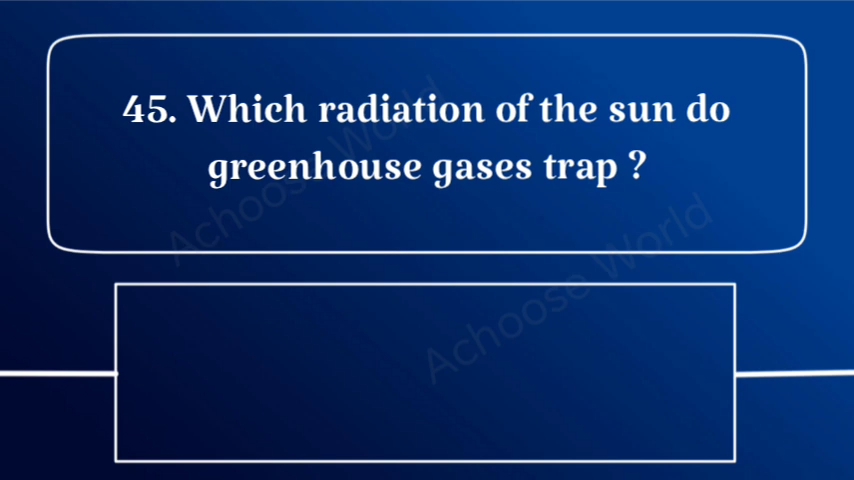 45. Which radiation of the sun do
greenhouse gases trap ?
Achoose World
Achoose World